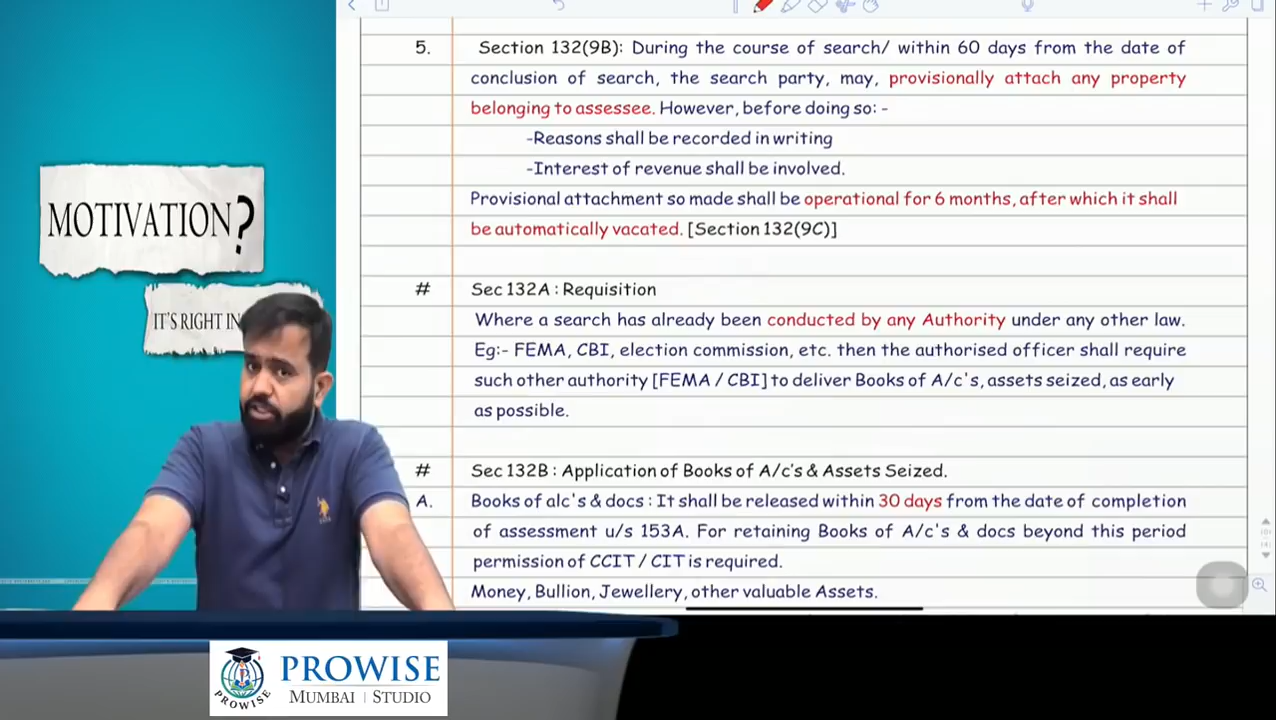 MOTIVATION?
IT'S RIGHT IN
5. Section 132(9B): During the course of search/ within 60 days from the date of
conclusion of search, the search party, may, provisionally attach any property
belonging to assessee. However, before doing so: -
-Reasons shall be recorded in writing
-Interest of revenue shall be involved.
Provisional attachment so made shall be operational for 6 months, after which it shall
be automatically vacated. [Section 132(9C)]
# Sec 132A : Requisition
Where a search has already been conducted by any Authority under any other law.
Eg:- FEMA, CBI, election commission, etc. then the authorised officer shall require
such other authority [FEMA / CBI] to deliver Books of A/c's, assets seized, as early
as possible.
# Sec 132B : Application of Books of A/c's & Assets Seized.
A. Books of alc's & docs : It shall be released within 30 days from the date of completion
of assessment u/s 153A. For retaining Books of A/c's & docs beyond this period
permission of CCIT / CIT is required.
Money, Bullion, Jewellery, other valuable Assets.
PROWISE
PROWISE
MUMBAI | STUDIO